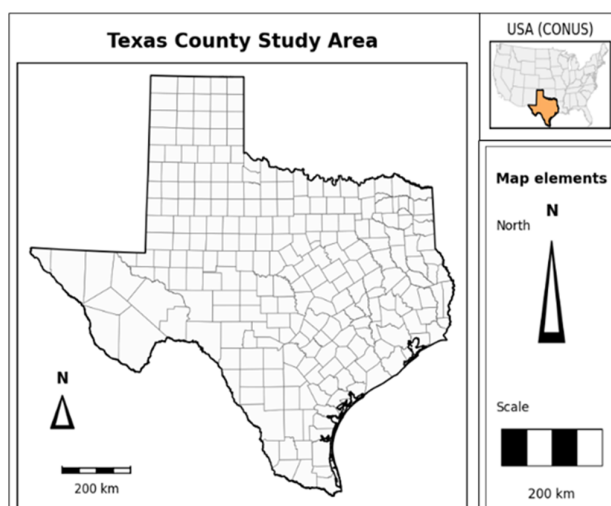 Texas County Study Area
N
200 km
USA (CONUS)
Map elements
North
N
Scale
200 km